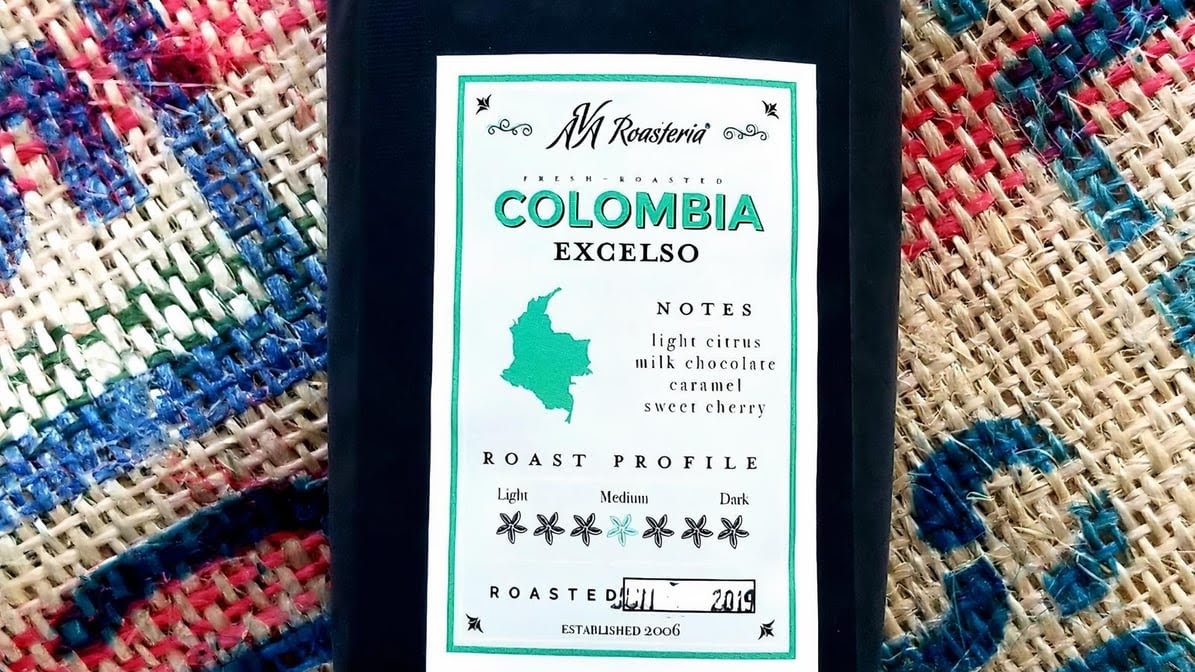 Roasteria
FRESH-ROASTED
COLOMBIA
EXCELSO
NOTES
light citrus
milk chocolate
caramel
sweet cherry
ROAST PROFILE
Light Medium Dark
ROASTED 2019
ESTABLISHED 2006